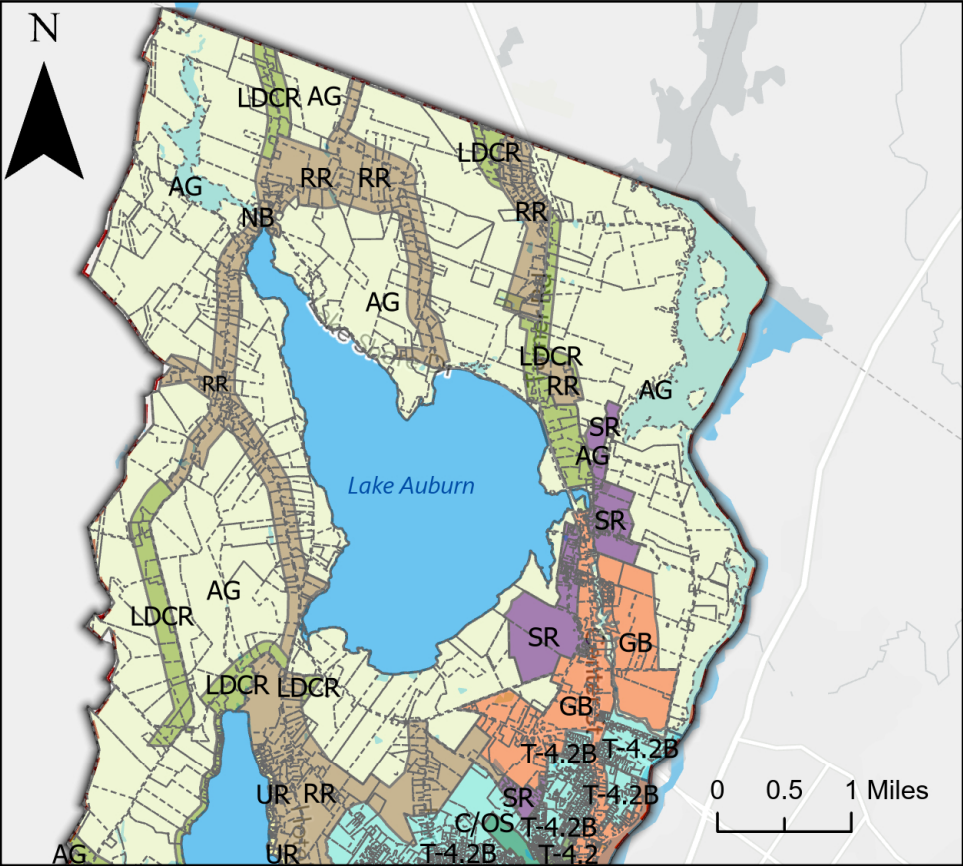 N
LDCR AG
LDCR
RR RR
AG
RR
NB
AG
LDCR
RR
RR
AG
SR
AG
Lake Auburn
SR
AG
LDCR
SR
GB
LDCR LDCR
GB
T-4.2B T-4.2B
0 0.5 1 Miles
UR RR
SR
T-4.2B
C/OS T-4.2B
AG
UR
T-4.2B
T-4.2